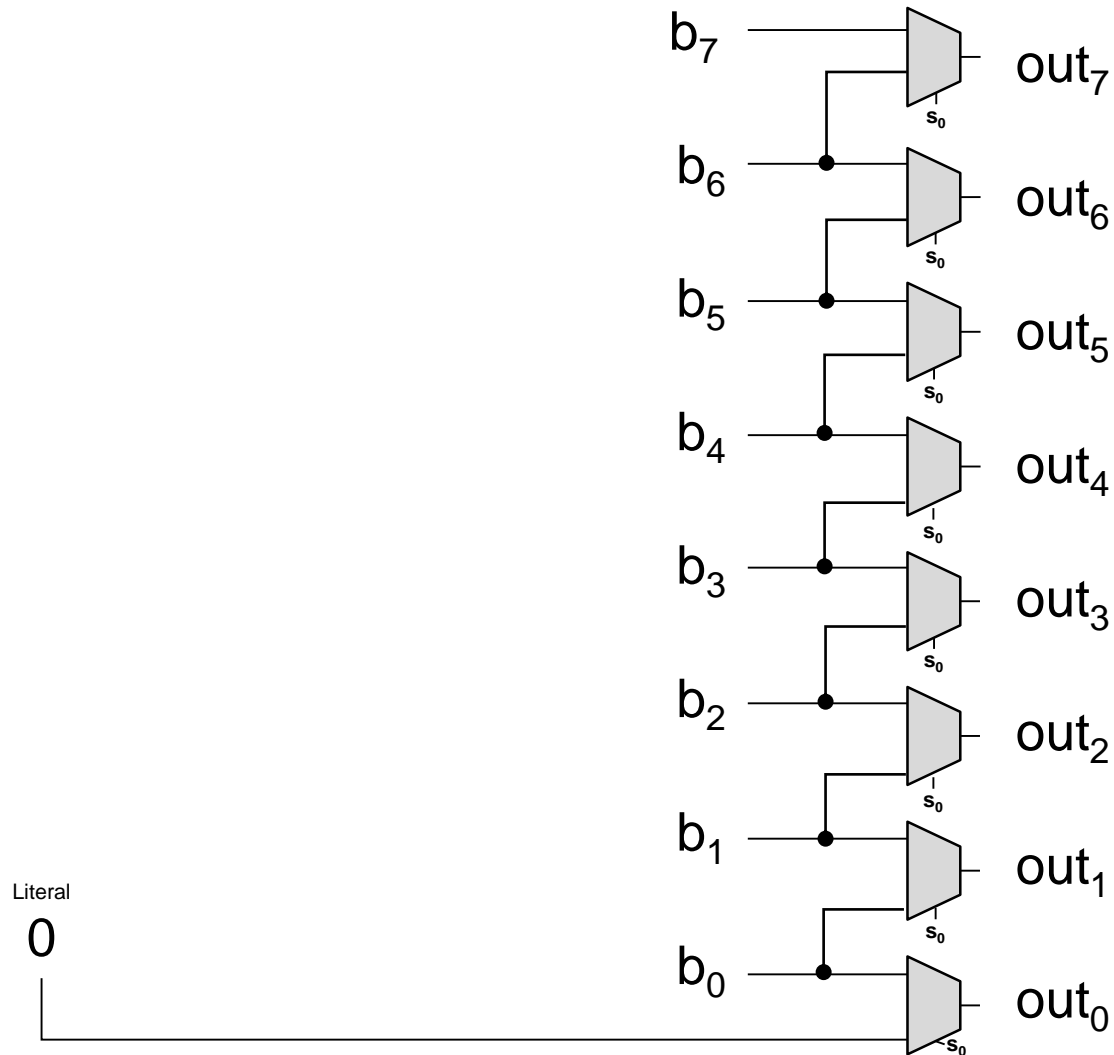 b₇ out₇
s₀
b₆ out₆
s₀
b₅ out₅
s₀
b₄ out₄
s₀
b₃ out₃
s₀
b₂ out₂
s₀
b₁ out₁
Literal
0
s₀
b₀ out₀
s₀